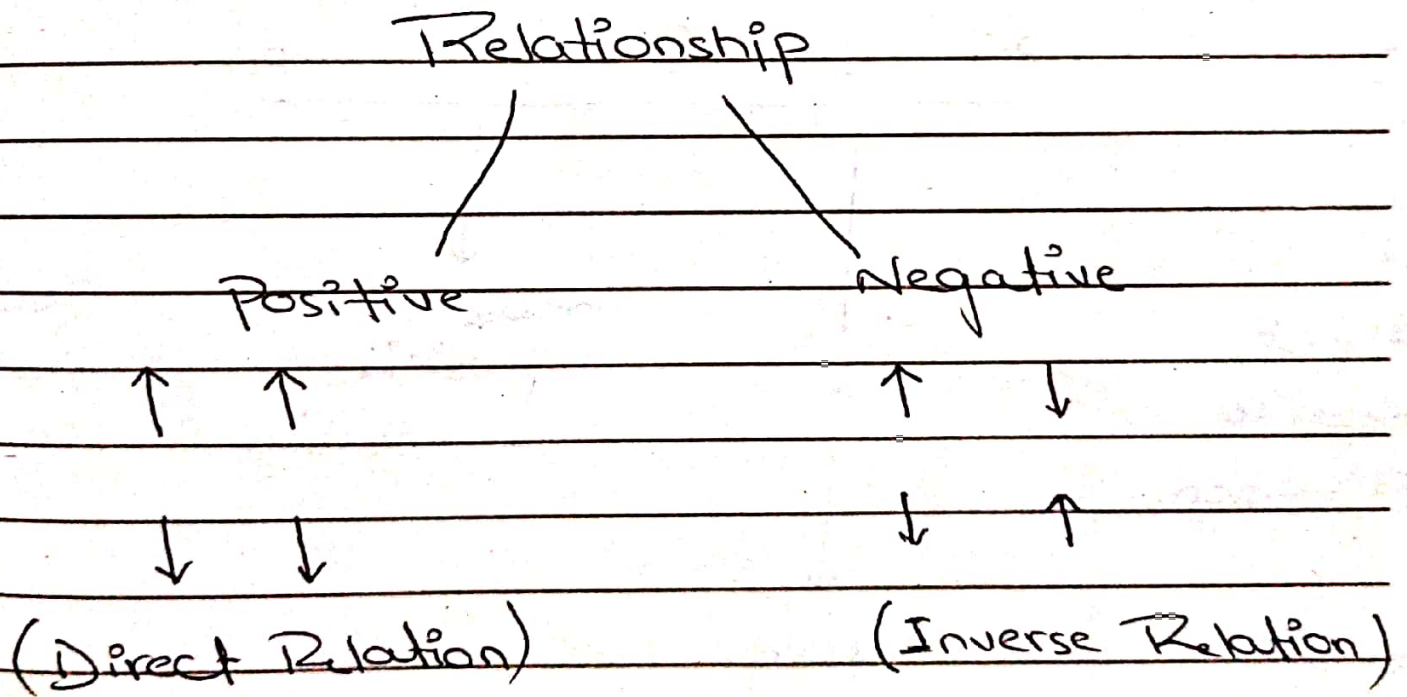 Relationship
Positive Negative
↑ ↑ ↑ ↓
↓ ↓ ↓ ↑
(Direct Relation) (Inverse Relation)